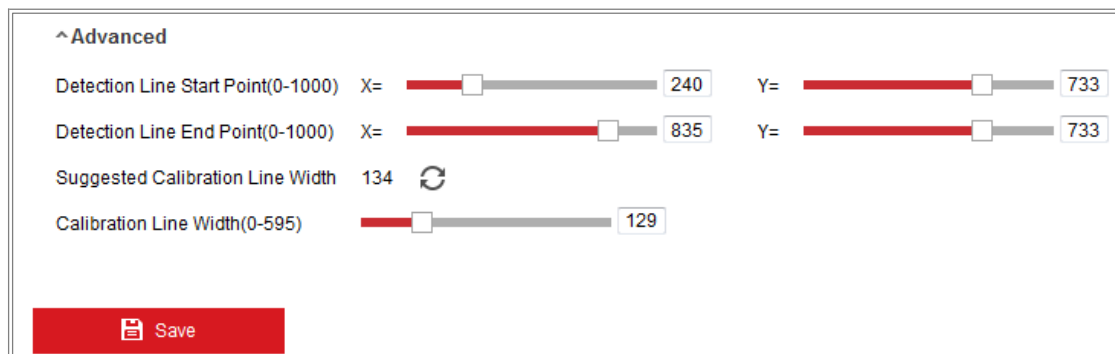 Advanced
Detection Line Start Point(0-1000) X= 240 Y= 733
Detection Line End Point(0-1000) X= 835 Y= 733
Suggested Calibration Line Width 134
Calibration Line Width(0-595) 129
Save